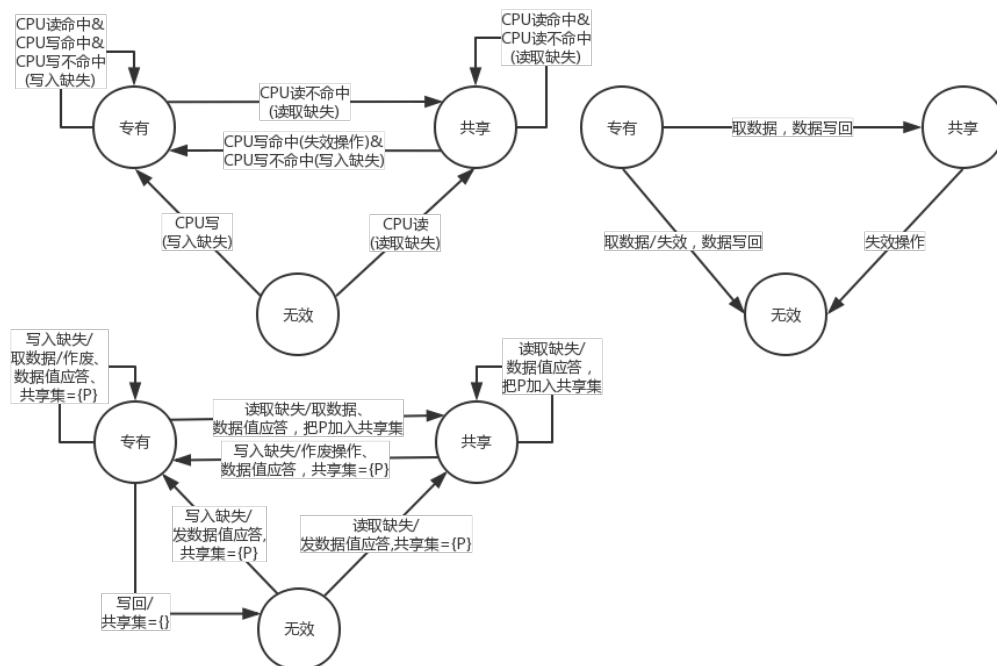 CPU读命中&
CPU写命中&
CPU写不命中
(写入缺失)
专有
CPU读不命中
(读取缺失)
CPU写命中(失效操作)&
CPU写不命中(写入缺失)
CPU读命中&
CPU读不命中
(读取缺失)
共享
CPU写
(写入缺失)
CPU读
(读取缺失)
无效
专有
取数据，数据写回
共享
取数据/失效，数据写回
失效操作
无效
写入缺失/
取数据/作废、
数据值应答、
共享集={P}
专有
读取缺失/取数据、
数据值应答，把P加入共享集
写入缺失/作废操作、
数据值应答，共享集={P}
读取缺失/
数据值应答，
把P加入共享集
共享
写入缺失/
发数据值应答,
共享集={P}
读取缺失/
发数据值应答,共享集={P}
写回/
共享集={}
无效